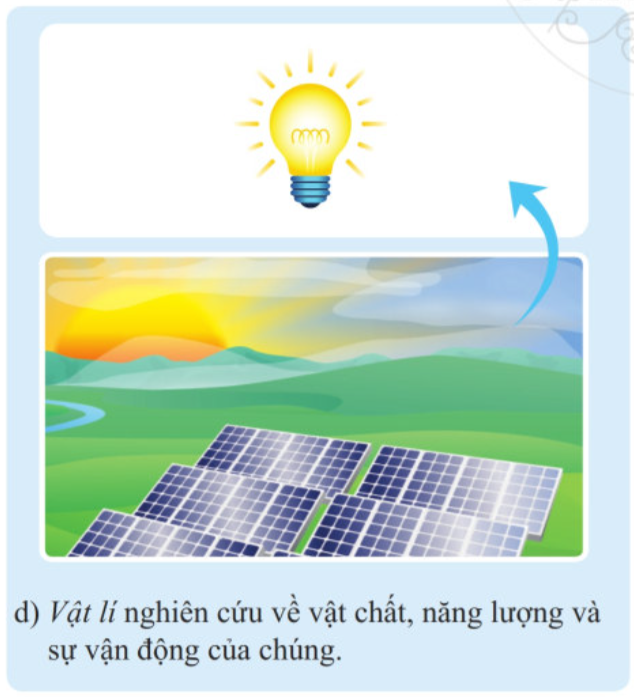 d) Vật lí nghiên cứu về vật chất, năng lượng và
sự vận động của chúng.